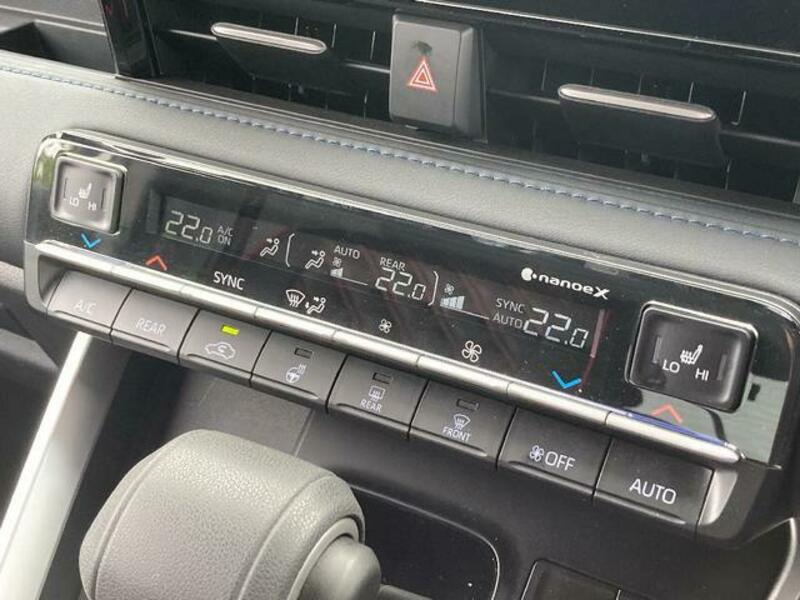 LO HI
22.0 A/C ON
AUTO
REAR
22.0
nanoeX
SYNC
AUTO 22.0
LO HI
SYNC
A/C
REAR
REAR
FRONT
OFF
AUTO